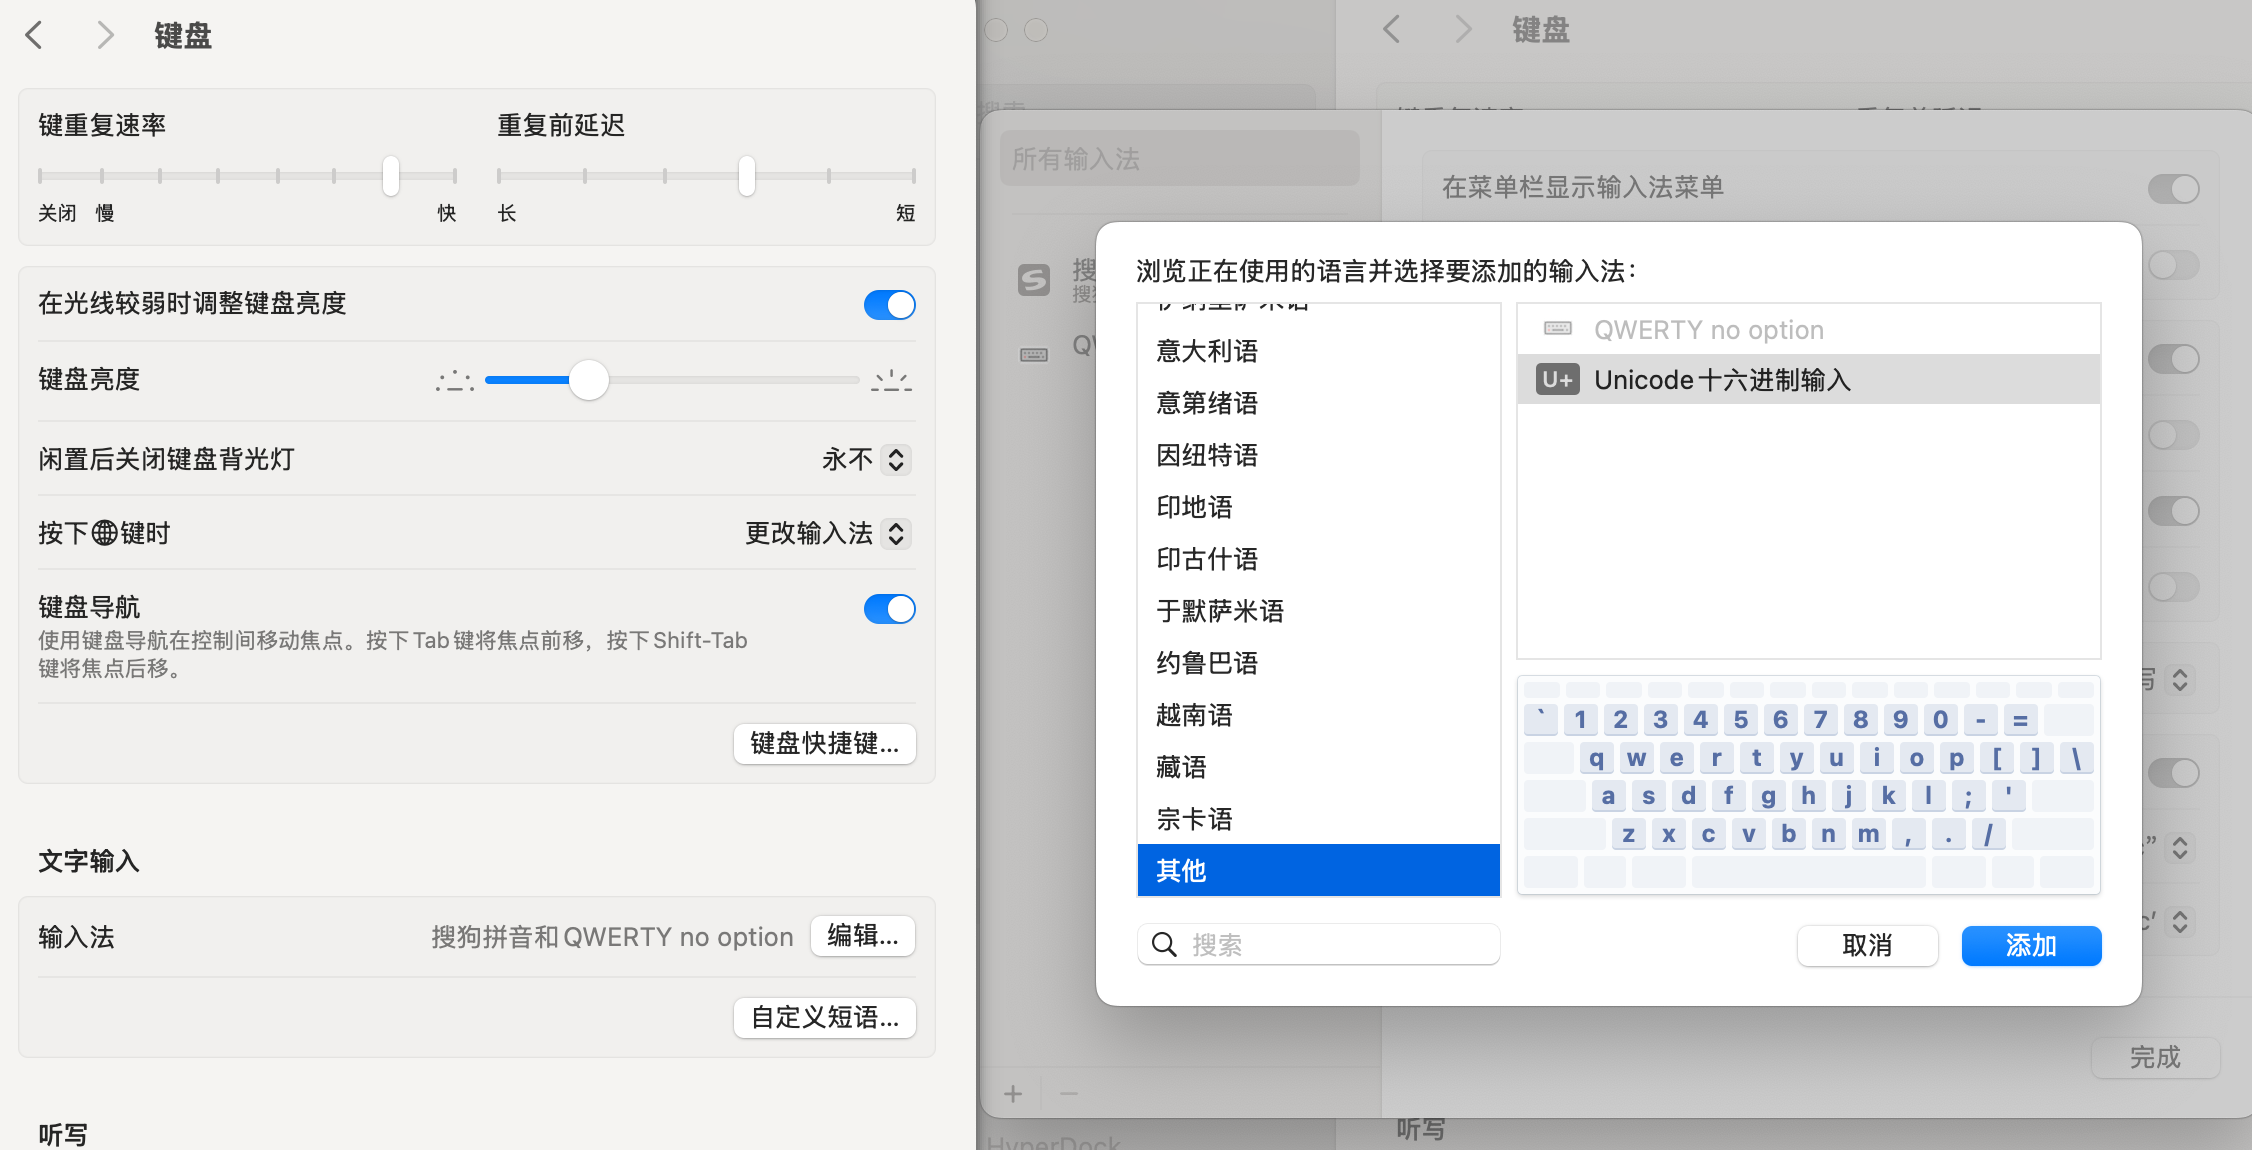 键盘
键重复速率
重复前延迟
关闭 慢 快
长 短
在光线较弱时调整键盘亮度
键盘亮度
闲置后关闭键盘背光灯
永不
按下🌐键时
更改输入法
键盘导航
使用键盘导航在控制间移动焦点。按下 Tab 键将焦点前移，按下 Shift-Tab
键将焦点后移。
键盘快捷键...
文字输入
输入法
搜狗拼音和QWERTY no option
编辑...
自定义短语...
听写
键盘
所有输入法
在菜单栏显示输入法菜单
浏览正在使用的语言并选择要添加的输入法：
意大利语
意第绪语
因纽特语
印地语
印古什语
于默萨米语
约鲁巴语
越南语
藏语
宗卡语
其他
搜索
QWERTY no option
U+ Unicode十六进制输入
` 1 2 3 4 5 6 7 8 9 0 - =
q w e r t y u i o p [ ] \
a s d f g h j k l ; '
z x c v b n m , . /
取消
添加
完成
听写
HyperDock